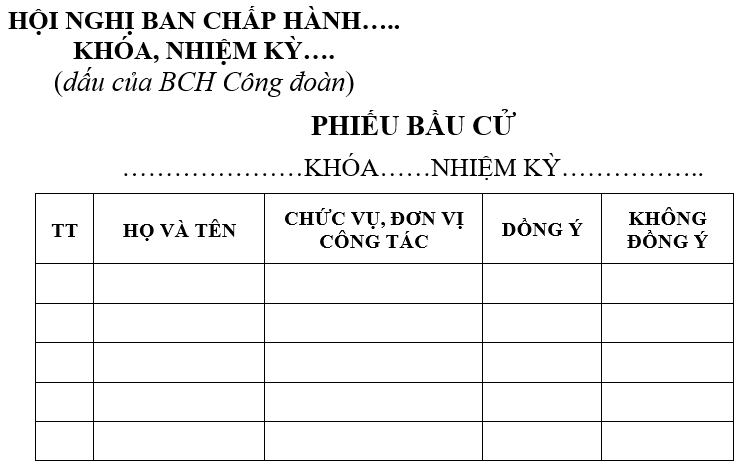 HỘI NGHỊ BAN CHẤP HÀNH…..
KHÓA, NHIỆM KỲ….
(dấu của BCH Công đoàn)
PHIẾU BẦU CỬ
…………………KHÓA……NHIỆM KỲ……………..
TT
HỌ VÀ TÊN
CHỨC VỤ, ĐƠN VỊ
CÔNG TÁC
DỒNG Ý
KHÔNG
ĐỒNG Ý